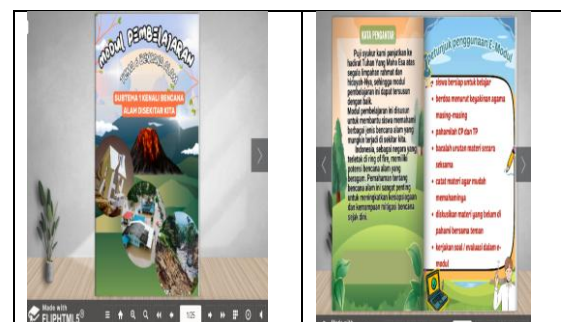 MODUL PEMBELAJARAN
SUBTEMA 1 KENALI BENCANA
ALAM DISEKITAR KITA
Made with
FLIPHTML5
1/25
KATA PENGANTAR
Puji syukur kami panjatkan ke
hadirat Tuhan Yang Maha Esa atas
segala limpahan rahmat dan
hidayah-Nya, sehingga modul
pembelajaran ini dapat tersusun
dengan baik.
Modul pembelajaran ini disusun
untuk membantu siswa memahami
berbagai jenis bencana alam yang
mungkin terjadi di sekitar kita.
Indonesia, sebagai negara yang
terletak di ring of fire, memiliki
potensi bencana alam yang
beragam. Pemahaman tentang
bencana alam ini sangat penting
untuk meningkatkan kesiapsiagaan
dan kemampuan mitigasi bencana
sejak dini.
Petunjuk penggunaan E-Modul
siswa bersiap untuk belajar
berdoa menurut keyakinan agama
masing-masing
pahamilah CP dan TP
bacalah urutan materi secara
seksama
catat materi agar mudah
memahaminya
diskusikan materi yang belum di
pahami bersama teman
kerjakan soal / evaluasi dalam e-
modul